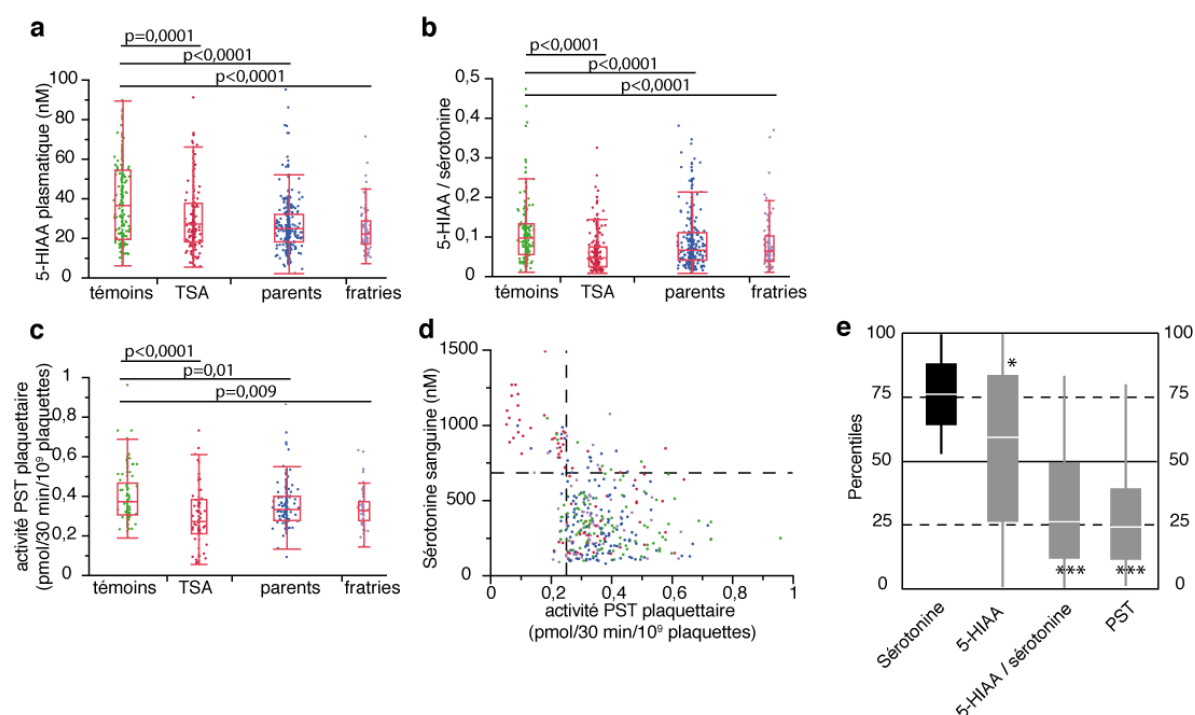 a
p=0,0001
p<0,0001
p<0,0001
5-HIAA plasmatique (nM)
100
80
60
40
20
0
témoins TSA parents fratries
b
p<0,0001
p<0,0001
p<0,0001
5-HIAA / sérotonine
0,5
0,4
0,3
0,2
0,1
0
témoins TSA parents fratries
c
p<0,0001
p=0,01
p=0,009
activité PST plaquettaire
(pmol/30 min/10⁹ plaquettes)
1
0,8
0,6
0,4
0,2
0
témoins TSA parents fratries
d
Sérotonine sanguine (nM)
1500
1000
500
0
0 0,2 0,4 0,6 0,8 1
activité PST plaquettaire
(pmol/30 min/10⁹ plaquettes)
e
Percentiles
100 100
75 75
50 50
25 25
0 0
*
*** ***
Sérotonine
5-HIAA
5-HIAA / sérotonine
PST